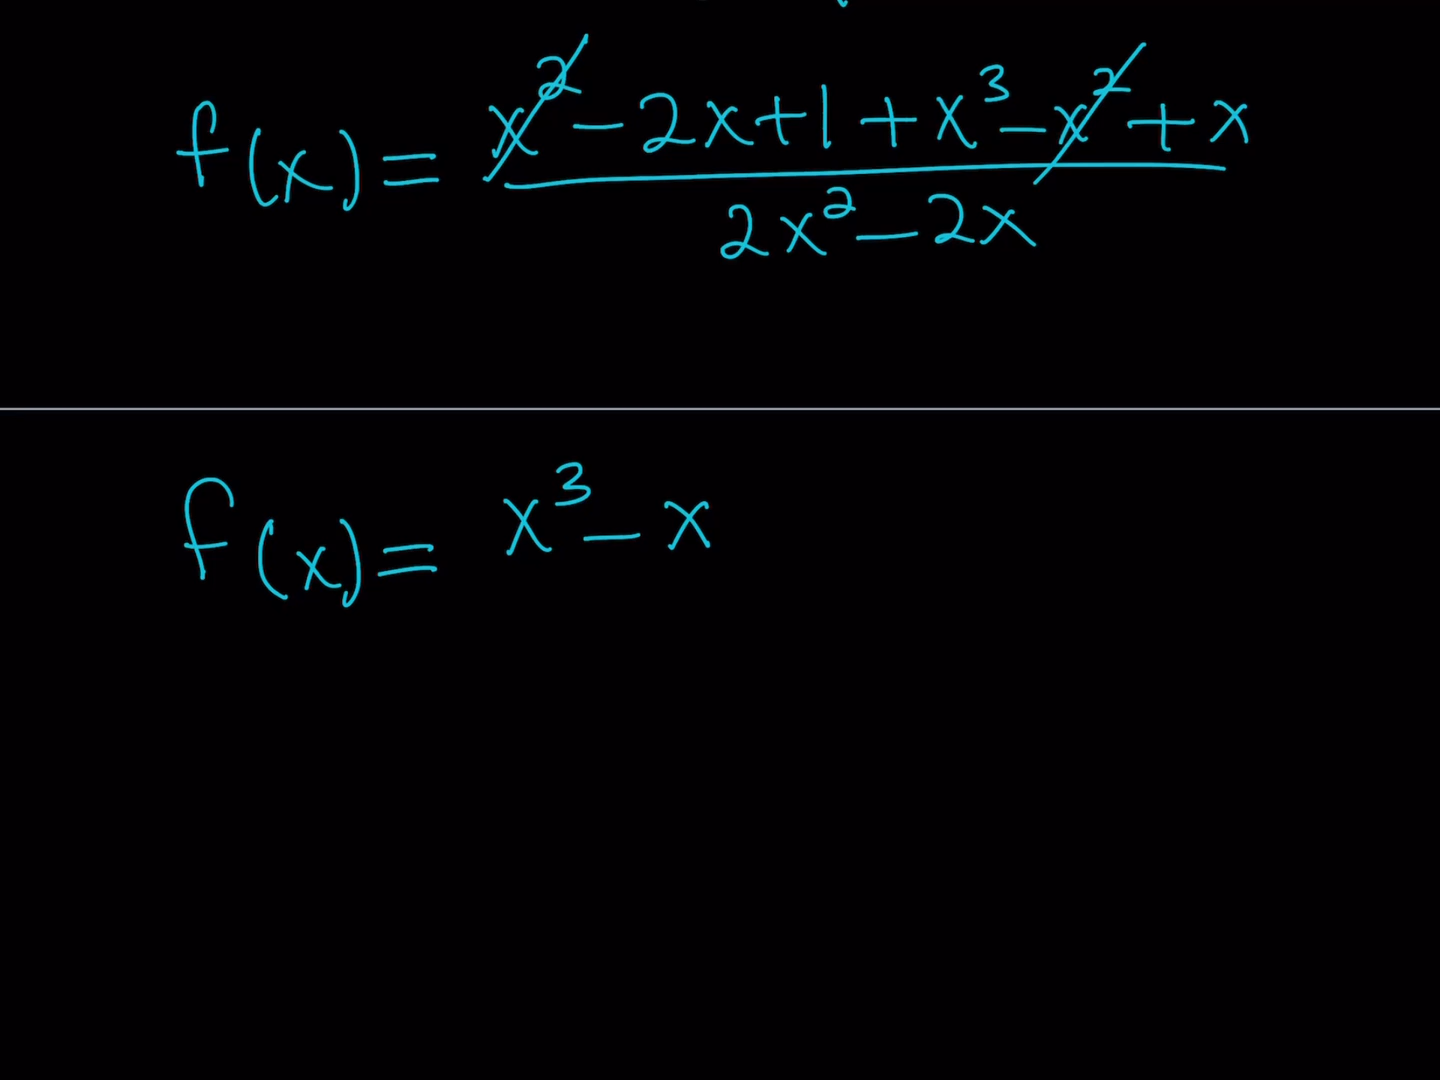 f(x) = x² - 2x + 1 + x³ - x² + x
2x² - 2x
f(x) = x³ - x